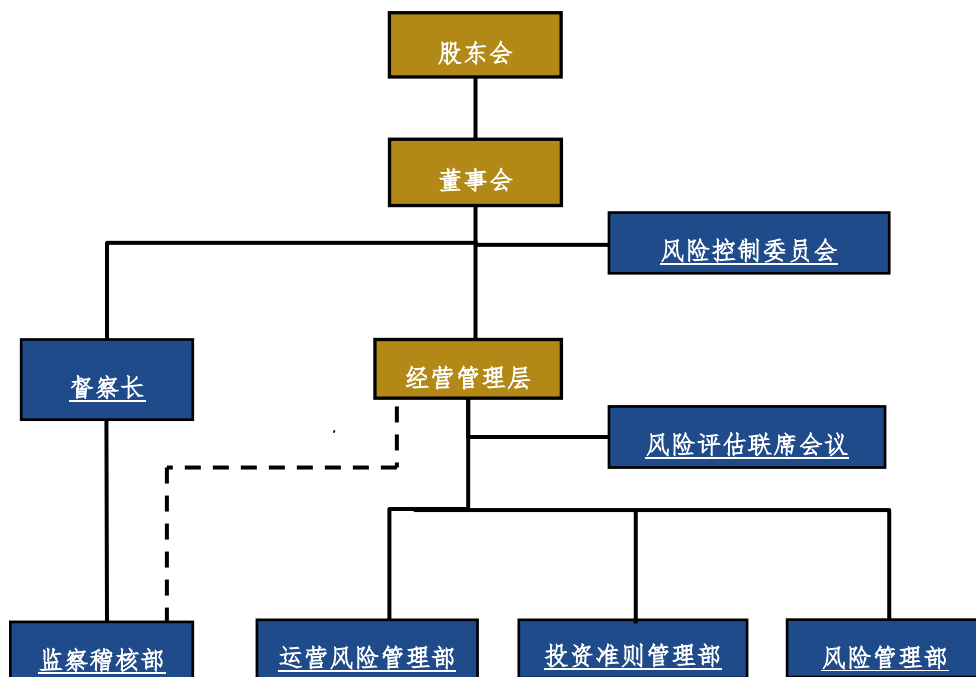 股东会
董事会
风险控制委员会
督察长
经营管理层
风险评估联席会议
监察稽核部
运营风险管理部
投资准则管理部
风险管理部